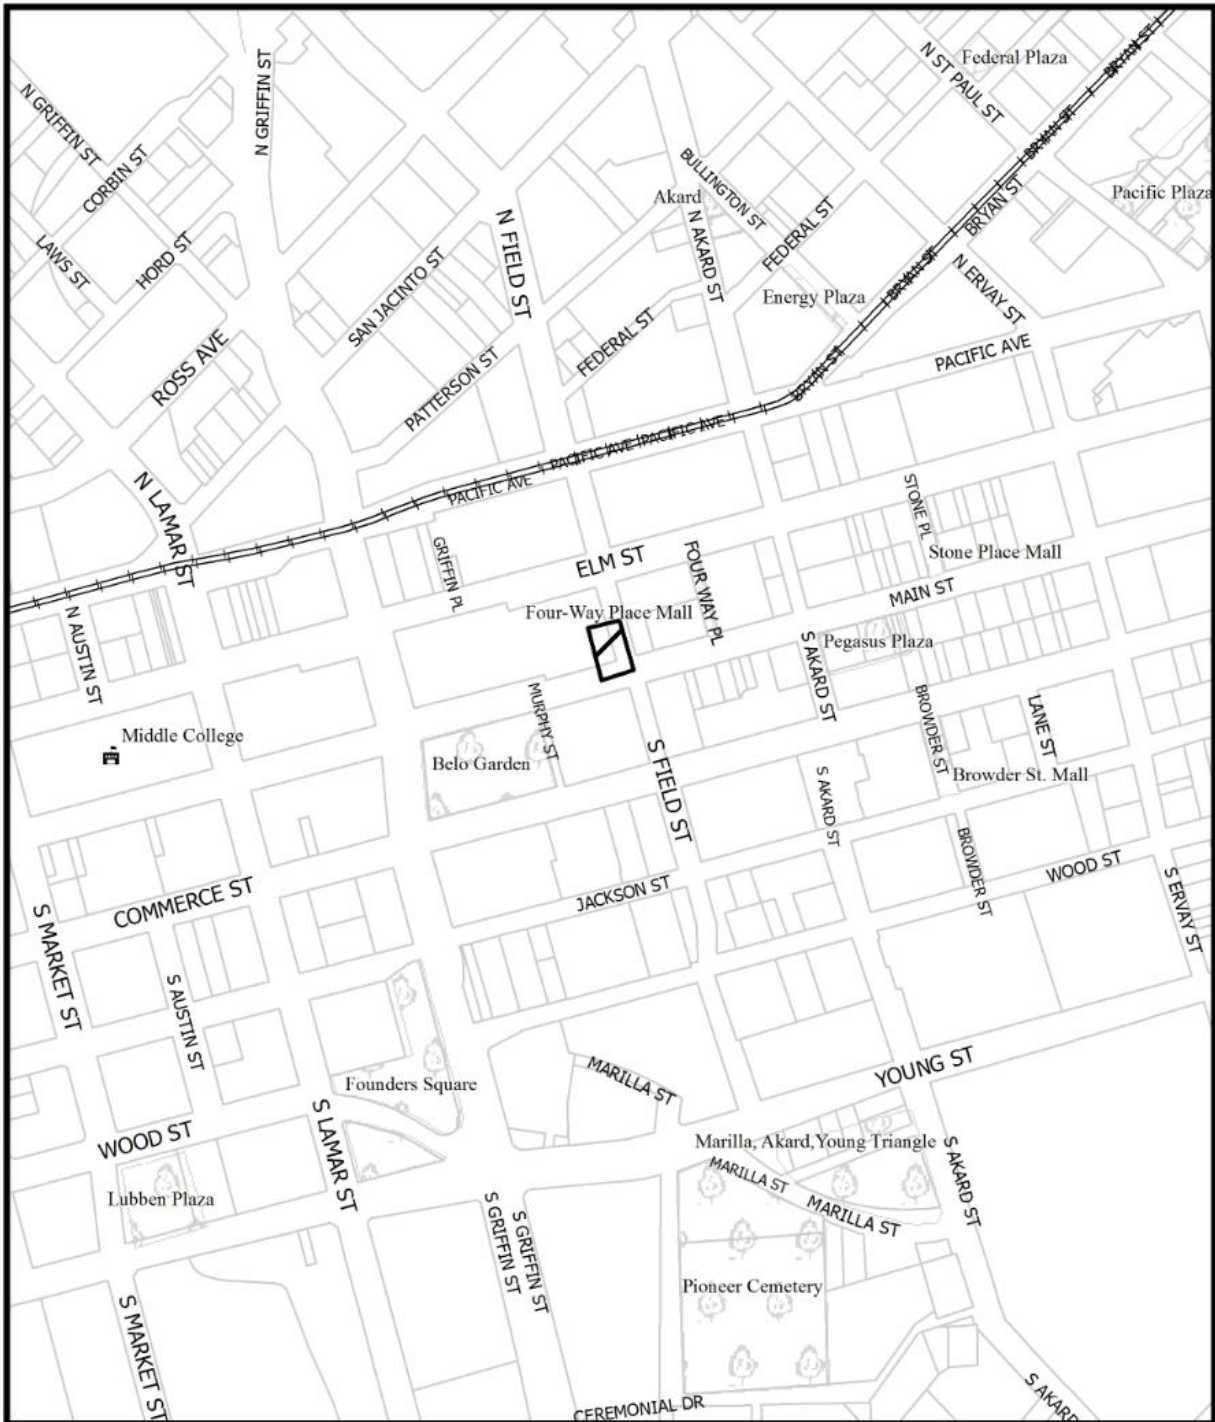 Federal Plaza
N ST PAUL ST
BRYAN ST
N GRIFFIN ST
N GRIFFIN ST
BRYAN ST
CORBIN ST
BULLINGTON ST
Akard
Pacific Plaza
BRYAN ST
N FIELD ST
N AKARD ST
FEDERAL ST
LAWS ST
HORD ST
SAN JACINTO ST
BRYAN ST
N ERVAY ST
Energy Plaza
ROSS AVE
FEDERAL ST
PACIFIC AVE
PATTERSON ST
BRYAN ST
PACIFIC AVE
PACIFIC AVE
PACIFIC AVE
N LAMAR ST
STONE PL
Stone Place Mall
GRIFFIN PL
ELM ST
FOUR WAY PL
MAIN ST
Four-Way Place Mall
N AUSTIN ST
Pegasus Plaza
S AKARD ST
MURPHY ST
BROWDER ST
LANE ST
Middle College
Belo Garden
S FIELD ST
Browder St. Mall
S AKARD ST
BROWDER ST
WOOD ST
JACKSON ST
COMMERCE ST
S ERVAY ST
S MARKET ST
S AUSTIN ST
YOUNG ST
MARILLA ST
Founders Square
S LAMAR ST
WOOD ST
Marilla, Akard,Young Triangle
MARILLA ST
S AKARD ST
Lubben Plaza
MARILLA ST
S GRIFFIN ST
S GRIFFIN ST
Pioneer Cemetery
S MARKET ST
S AKARD
CEREMONIAL DR